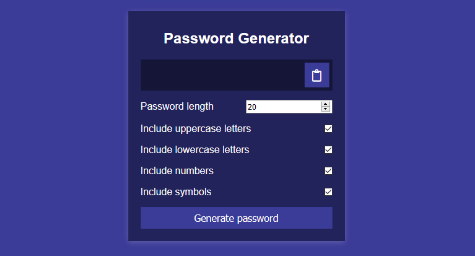 Password Generator
Password length 20
Include uppercase letters
Include lowercase letters
Include numbers
Include symbols
Generate password